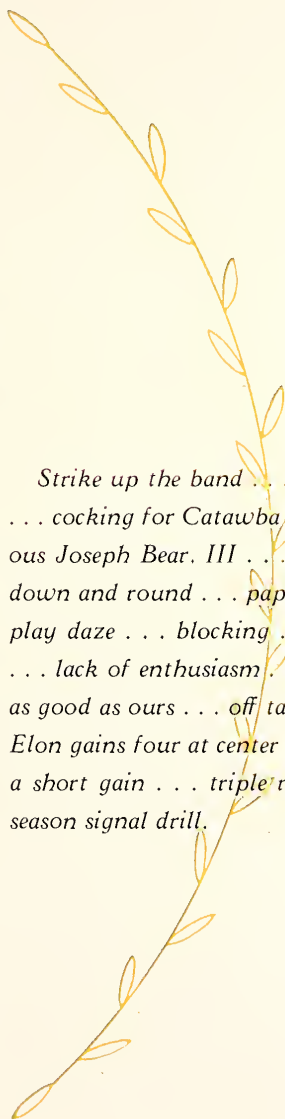 Strike up the band . . .
. . . cocking for Catawba
ous Joseph Bear, III . . .
down and round . . . pap
play daze . . . blocking .
. . . lack of enthusiasm .
as good as ours . . . off ta
Elon gains four at center
a short gain . . . triple r
season signal drill.